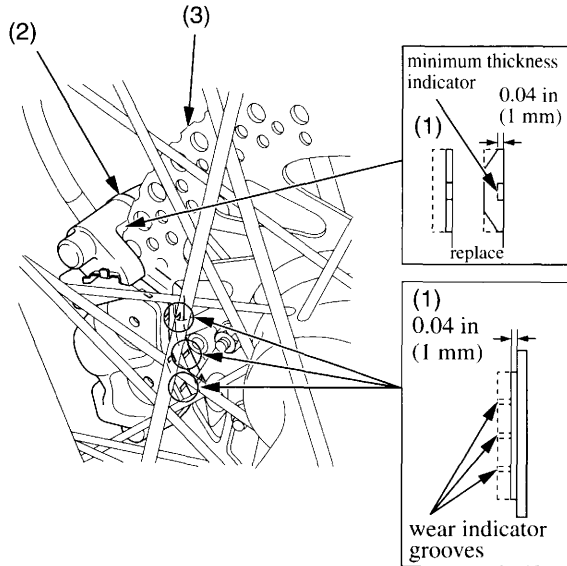 (2)
(3)
minimum thickness
indicator
0.04 in
(1 mm)
(1)
replace
(1)
0.04 in
(1 mm)
wear indicator
grooves